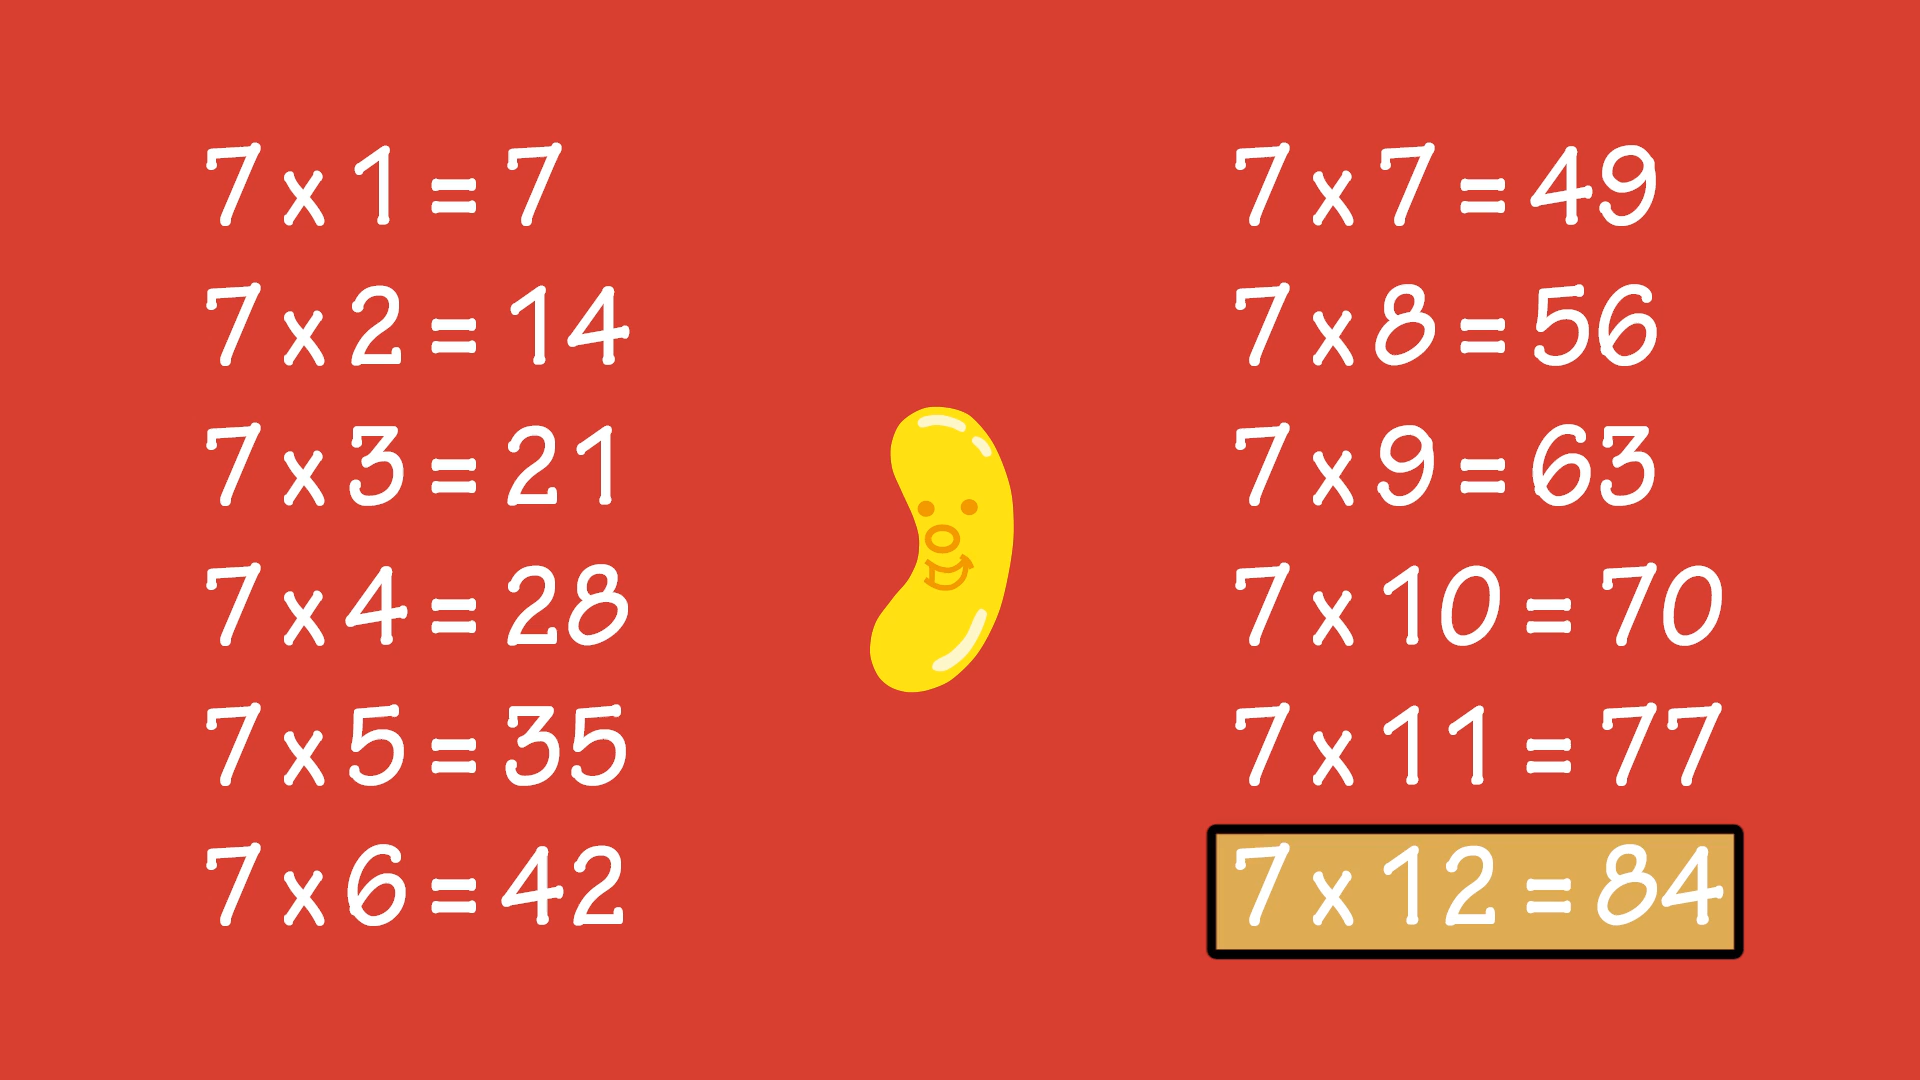 7 x 1 = 7
7 x 2 = 14
7 x 3 = 21
7 x 4 = 28
7 x 5 = 35
7 x 6 = 42
7 x 7 = 49
7 x 8 = 56
7 x 9 = 63
7 x 10 = 70
7 x 11 = 77
7 x 12 = 84